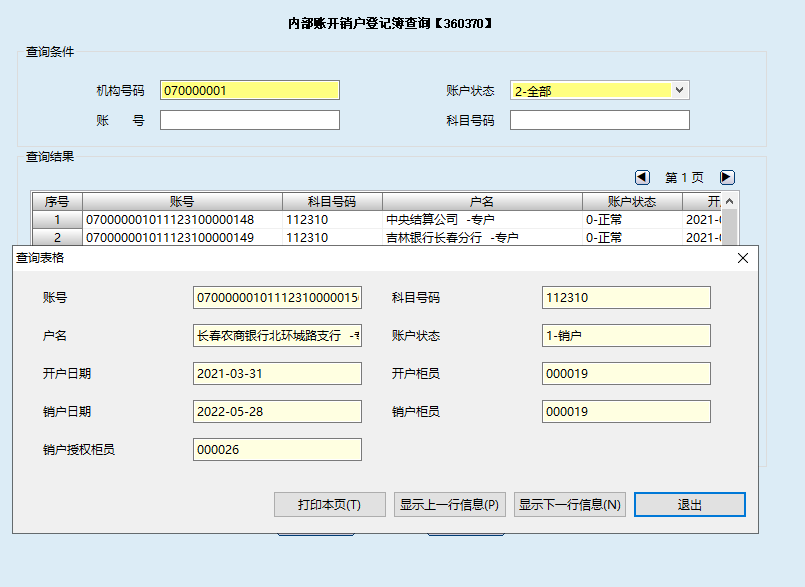 内部账开销户登记簿查询【360370】
查询条件
机构号码 070000001 账户状态 2-全部
账 号 科目号码
查询结果
第 1 页
序号 账号 科目号码 户名 账户状态 开
1 070000001011123100000148 112310 中央结算公司 -专户 0-正常 2021-
2 070000001011123100000149 112310 吉林银行长春分行 -专户 0-正常 2021-
查询表格
账号 07000000101112310000015 科目号码 112310
户名 长春农商银行北环城路支行 - 账户状态 1-销户
开户日期 2021-03-31 开户柜员 000019
销户日期 2022-05-28 销户柜员 000019
销户授权柜员 000026
打印本页(T) 显示上一行信息(P) 显示下一行信息(N) 退出